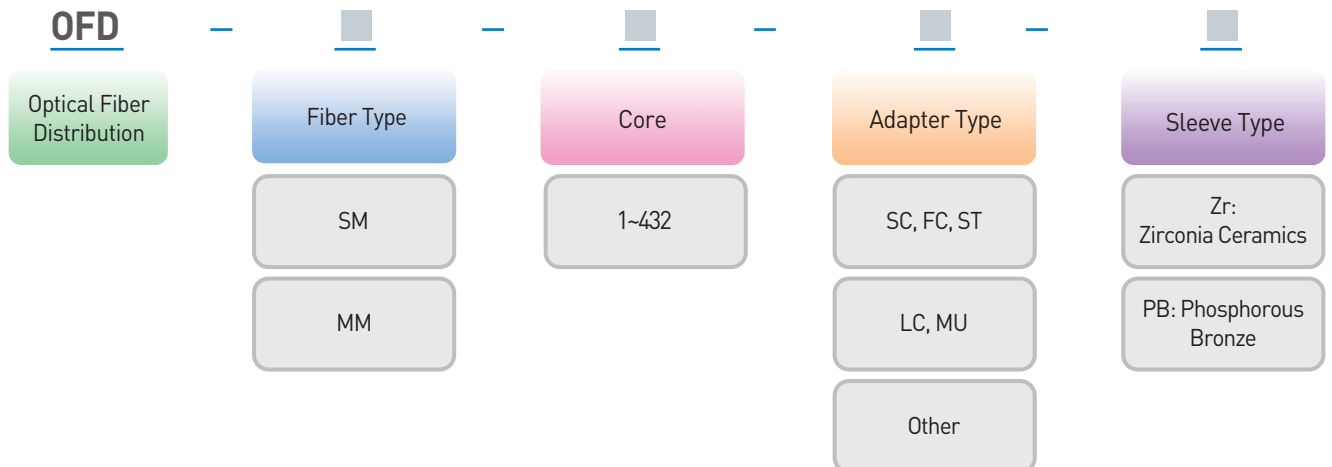 OFD – – – –
Optical Fiber
Distribution
Fiber Type
Core
Adapter Type
Sleeve Type
SM
1~432
SC, FC, ST
Zr:
Zirconia Ceramics
MM
LC, MU
PB: Phosphorous
Bronze
Other